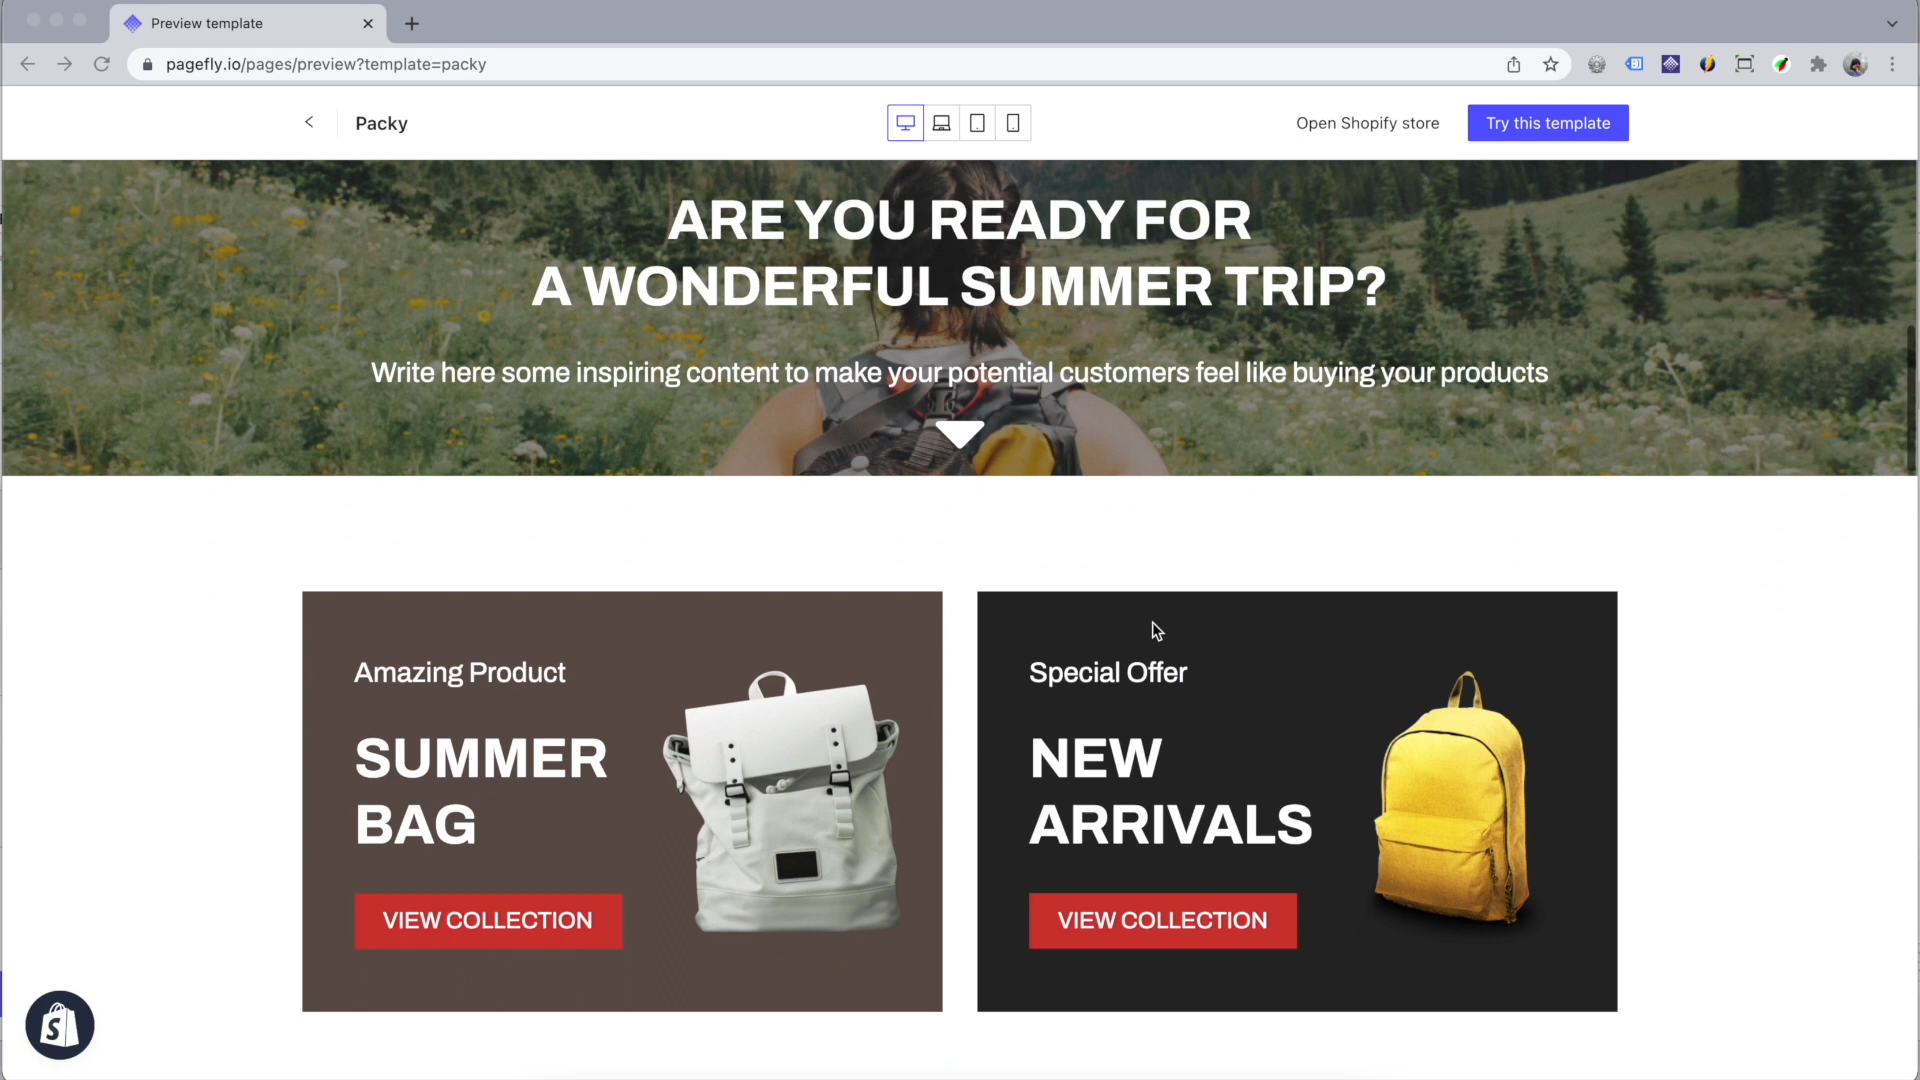 Preview template
pagefly.io/pages/preview?template=packy
Packy
Open Shopify store
Try this template
ARE YOU READY FOR
A WONDERFUL SUMMER TRIP?
Write here some inspiring content to make your potential customers feel like buying your products
Amazing Product
SUMMER
BAG
VIEW COLLECTION
Special Offer
NEW
ARRIVALS
VIEW COLLECTION